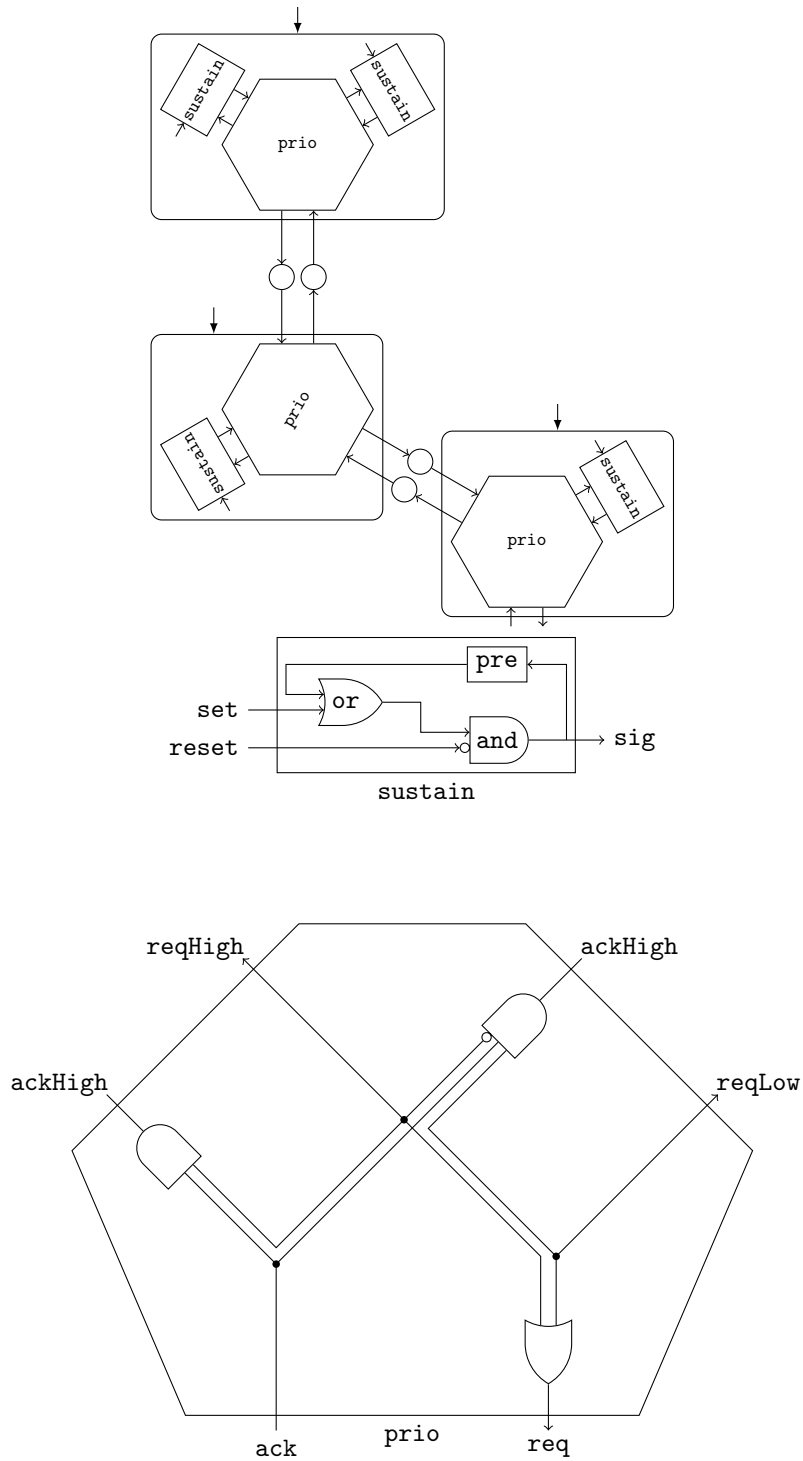 sustain
sustain
prio
prio
sustain
sustain
prio
pre
or
set
and
sig
reset
sustain
reqHigh
ackHigh
ackHigh
reqLow
prio
ack
req